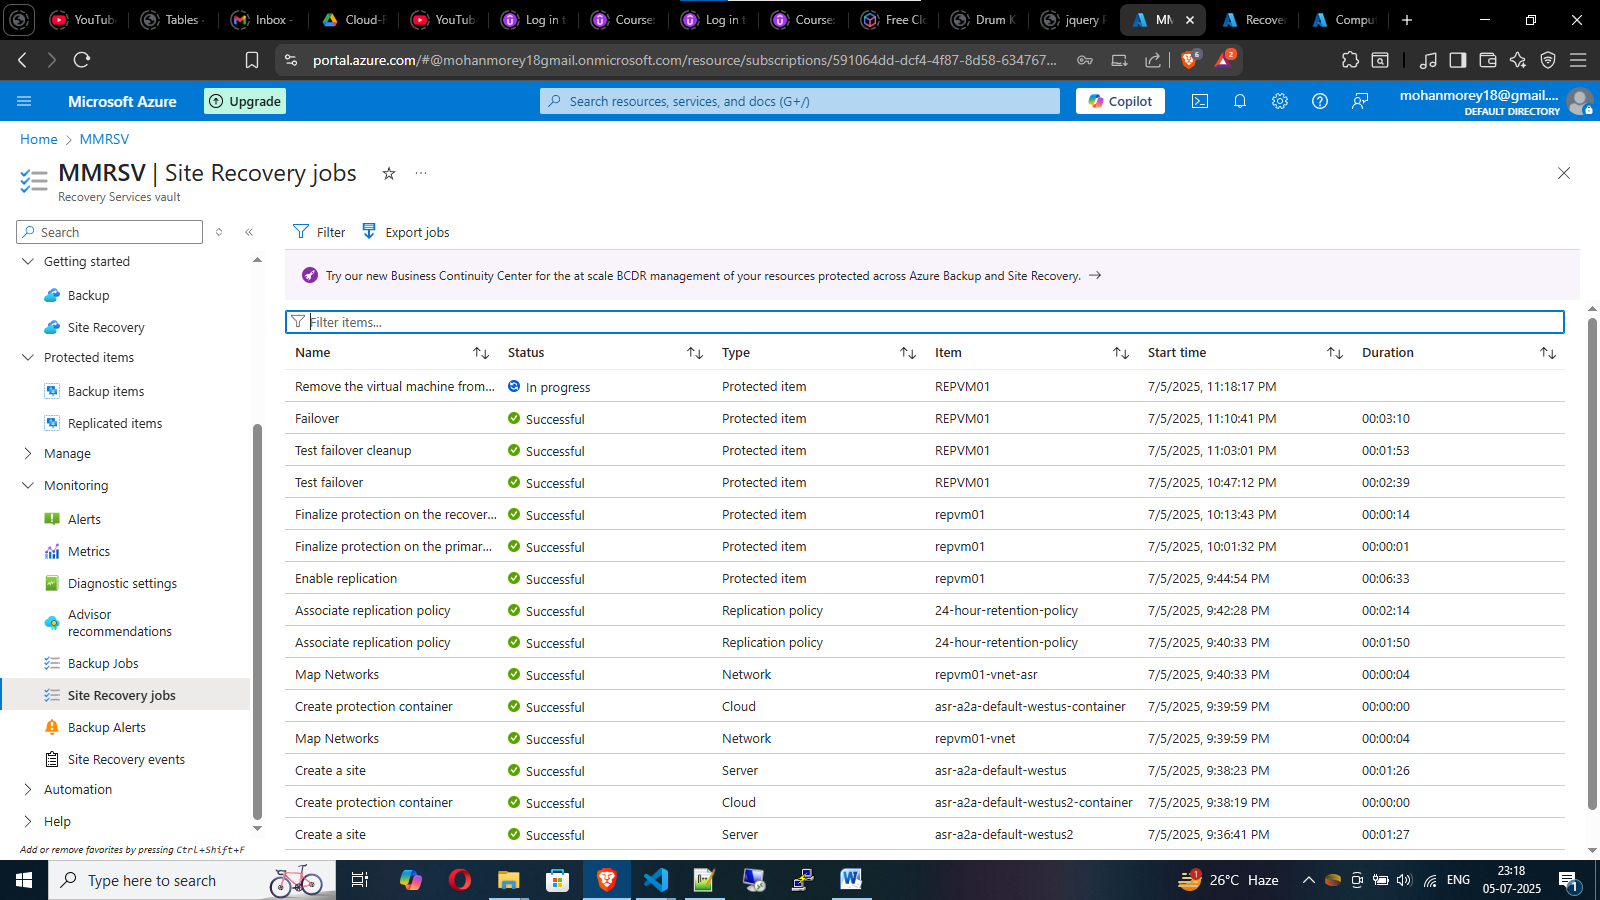 YouTub
Tables -
Inbox -
Cloud-F
YouTub
Log in t
Course:
Log in t
Course:
Free Clo
Drum K
jquery F
MM
Recover
Comput
portal.azure.com/#@mohanmorey18gmail.onmicrosoft.com/resource/subscriptions/591064dd-dcf4-4f87-8d58-634767...
6
2
Microsoft Azure
Upgrade
Search resources, services, and docs (G+/)
Copilot
mohanmorey18@gmail....
DEFAULT DIRECTORY
Home > MMRSV
MMRSV | Site Recovery jobs
Recovery Services vault
Search
Filter
Export jobs
Getting started
Backup
Site Recovery
Protected items
Backup items
Replicated items
Manage
Monitoring
Alerts
Metrics
Diagnostic settings
Advisor
recommendations
Backup Jobs
Site Recovery jobs
Backup Alerts
Site Recovery events
Automation
Help
Add or remove favorites by pressing Ctrl+Shift+F
Try our new Business Continuity Center for the at scale BCDR management of your resources protected across Azure Backup and Site Recovery. →
Filter items...
Name Status Type Item Start time Duration
Remove the virtual machine from... In progress Protected item REPVM01 7/5/2025, 11:18:17 PM
Failover Successful Protected item REPVM01 7/5/2025, 11:10:41 PM 00:03:10
Test failover cleanup Successful Protected item REPVM01 7/5/2025, 11:03:01 PM 00:01:53
Test failover Successful Protected item REPVM01 7/5/2025, 10:47:12 PM 00:02:39
Finalize protection on the recover... Successful Protected item repvm01 7/5/2025, 10:13:43 PM 00:00:14
Finalize protection on the primar... Successful Protected item repvm01 7/5/2025, 10:01:32 PM 00:00:01
Enable replication Successful Protected item repvm01 7/5/2025, 9:44:54 PM 00:06:33
Associate replication policy Successful Replication policy 24-hour-retention-policy 7/5/2025, 9:42:28 PM 00:02:14
Associate replication policy Successful Replication policy 24-hour-retention-policy 7/5/2025, 9:40:33 PM 00:01:50
Map Networks Successful Network repvm01-vnet-asr 7/5/2025, 9:40:33 PM 00:00:04
Create protection container Successful Cloud asr-a2a-default-westus-container 7/5/2025, 9:39:59 PM 00:00:00
Map Networks Successful Network repvm01-vnet 7/5/2025, 9:39:59 PM 00:00:04
Create a site Successful Server asr-a2a-default-westus 7/5/2025, 9:38:23 PM 00:01:26
Create protection container Successful Cloud asr-a2a-default-westus2-container 7/5/2025, 9:38:19 PM 00:00:00
Create a site Successful Server asr-a2a-default-westus2 7/5/2025, 9:36:41 PM 00:01:27
Type here to search
1
26°C Haze
ENG
23:18
05-07-2025
1